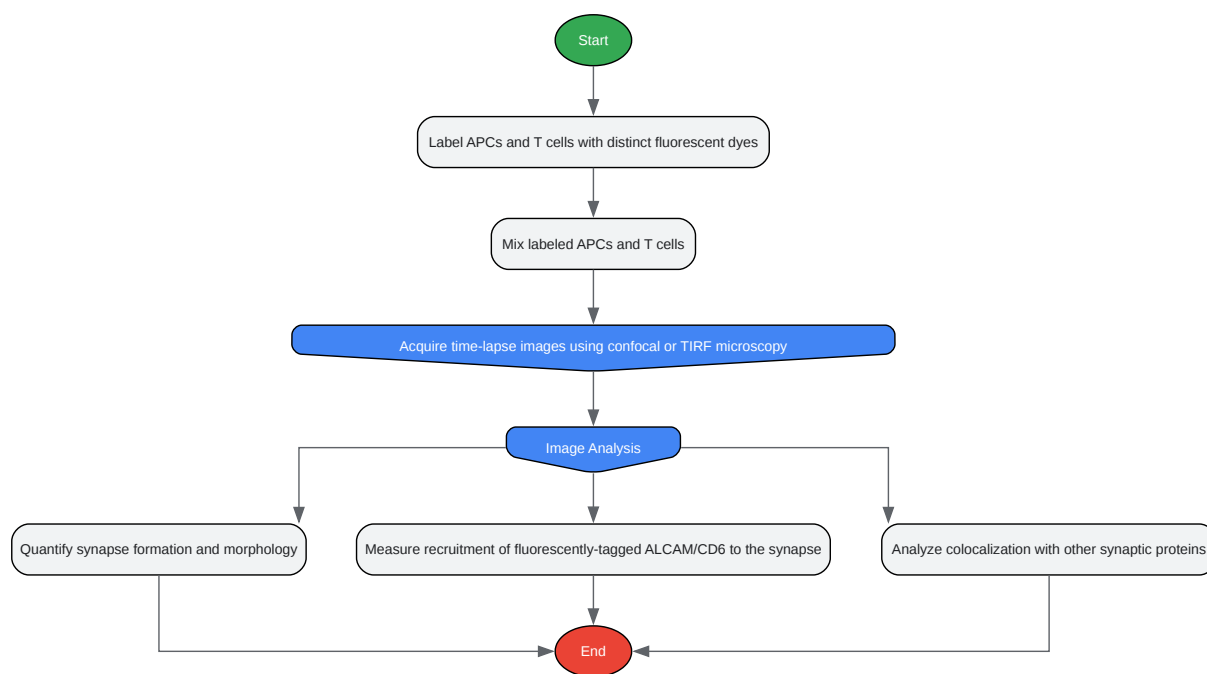 Start
Label APCs and T cells with distinct fluorescent dyes
Mix labeled APCs and T cells
Acquire time-lapse images using confocal or TIRF microscopy
Image Analysis
Quantify synapse formation and morphology
Measure recruitment of fluorescently-tagged ALCAM/CD6 to the synapse
Analyze colocalization with other synaptic proteins
End